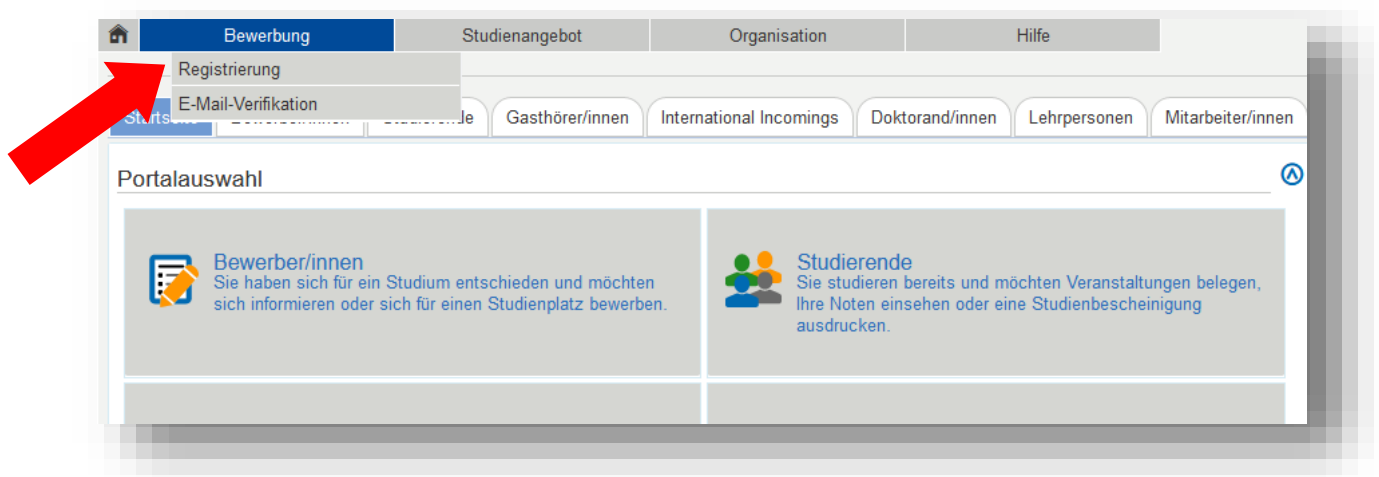 Bewerbung Studienangebot Organisation Hilfe
Registrierung
E-Mail-Verifikation
Gasthörer/innen International Incomings Doktorand/innen Lehrpersonen Mitarbeiter/innen
Portalauswahl
Bewerber/innen
Sie haben sich für ein Studium entschieden und möchten
sich informieren oder sich für einen Studienplatz bewerben.
Studierende
Sie studieren bereits und möchten Veranstaltungen belegen,
Ihre Noten einsehen oder eine Studienbescheinigung
ausdrucken.